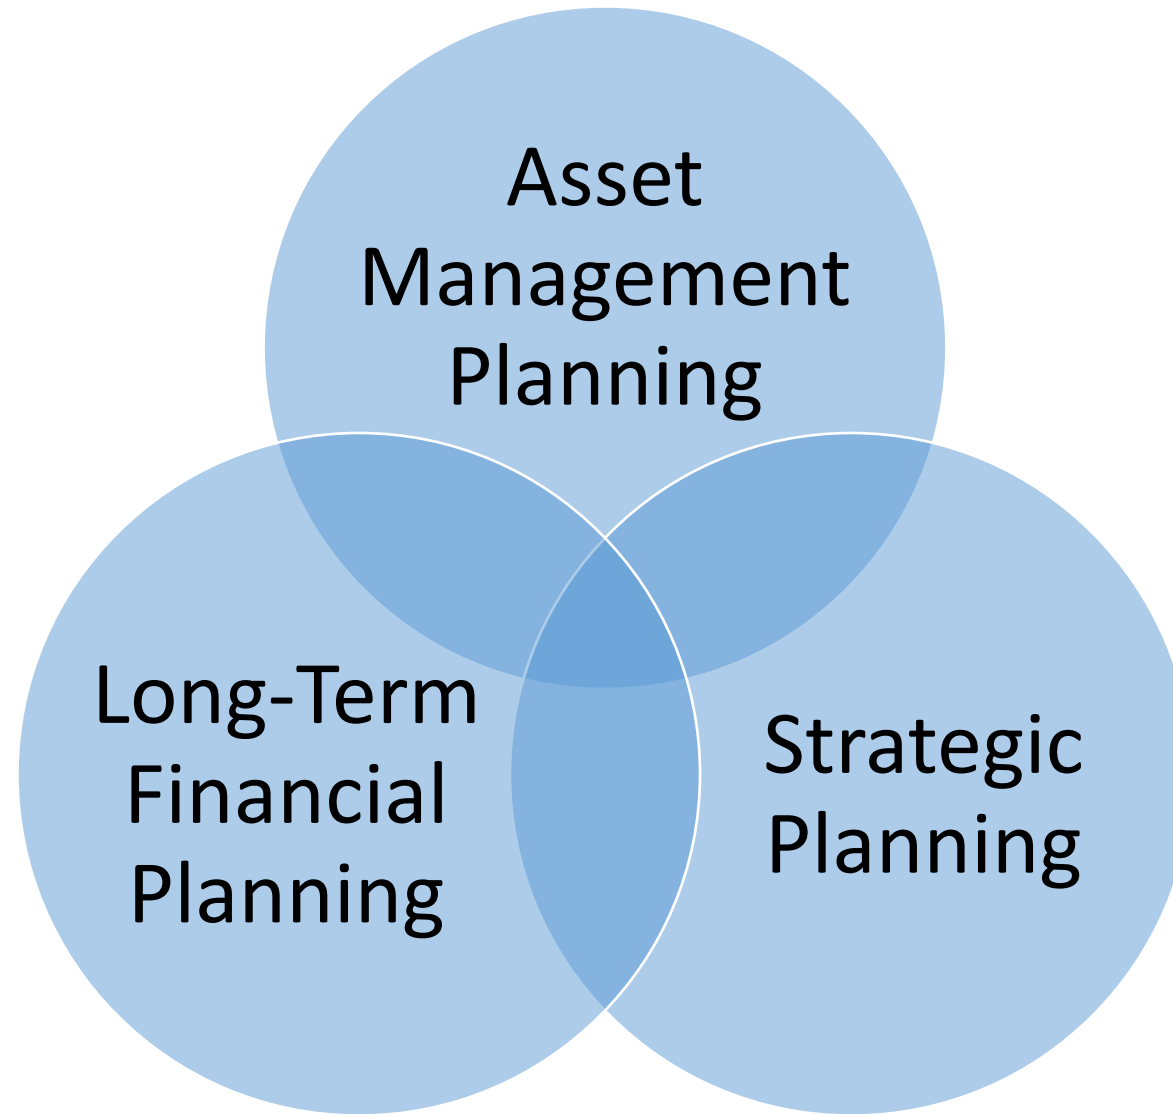 Asset
Management
Planning
Long-Term
Financial
Planning
Strategic
Planning